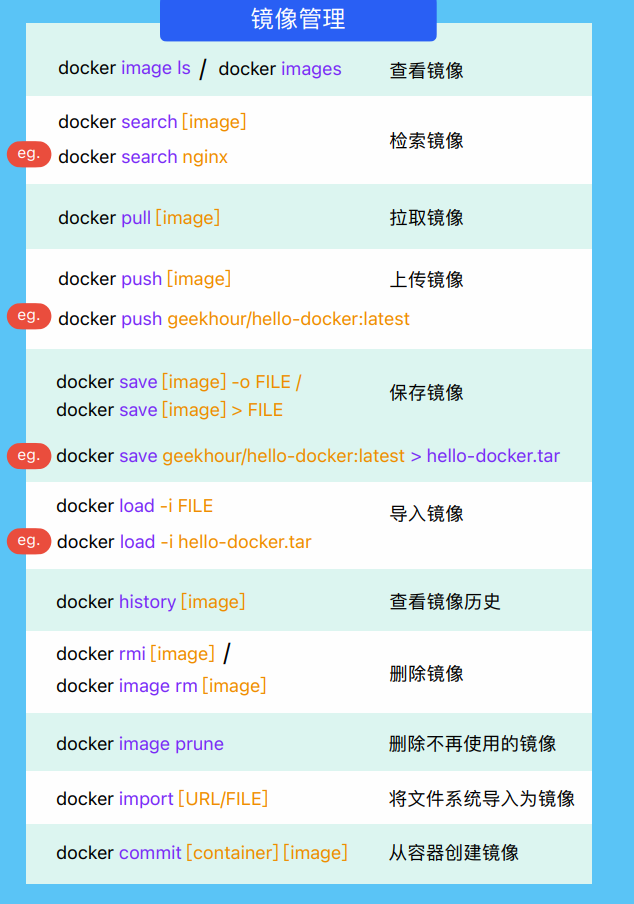 镜像管理
docker image ls / docker images 查看镜像
docker search [image]
检索镜像
eg. docker search nginx
docker pull [image] 拉取镜像
docker push [image] 上传镜像
eg. docker push geekhour/hello-docker:latest
docker save [image] -o FILE /
保存镜像
docker save [image] > FILE
eg. docker save geekhour/hello-docker:latest > hello-docker.tar
docker load -i FILE 导入镜像
eg. docker load -i hello-docker.tar
docker history [image] 查看镜像历史
docker rmi [image] /
删除镜像
docker image rm [image]
docker image prune 删除不再使用的镜像
docker import [URL/FILE] 将文件系统导入为镜像
docker commit [container] [image] 从容器创建镜像